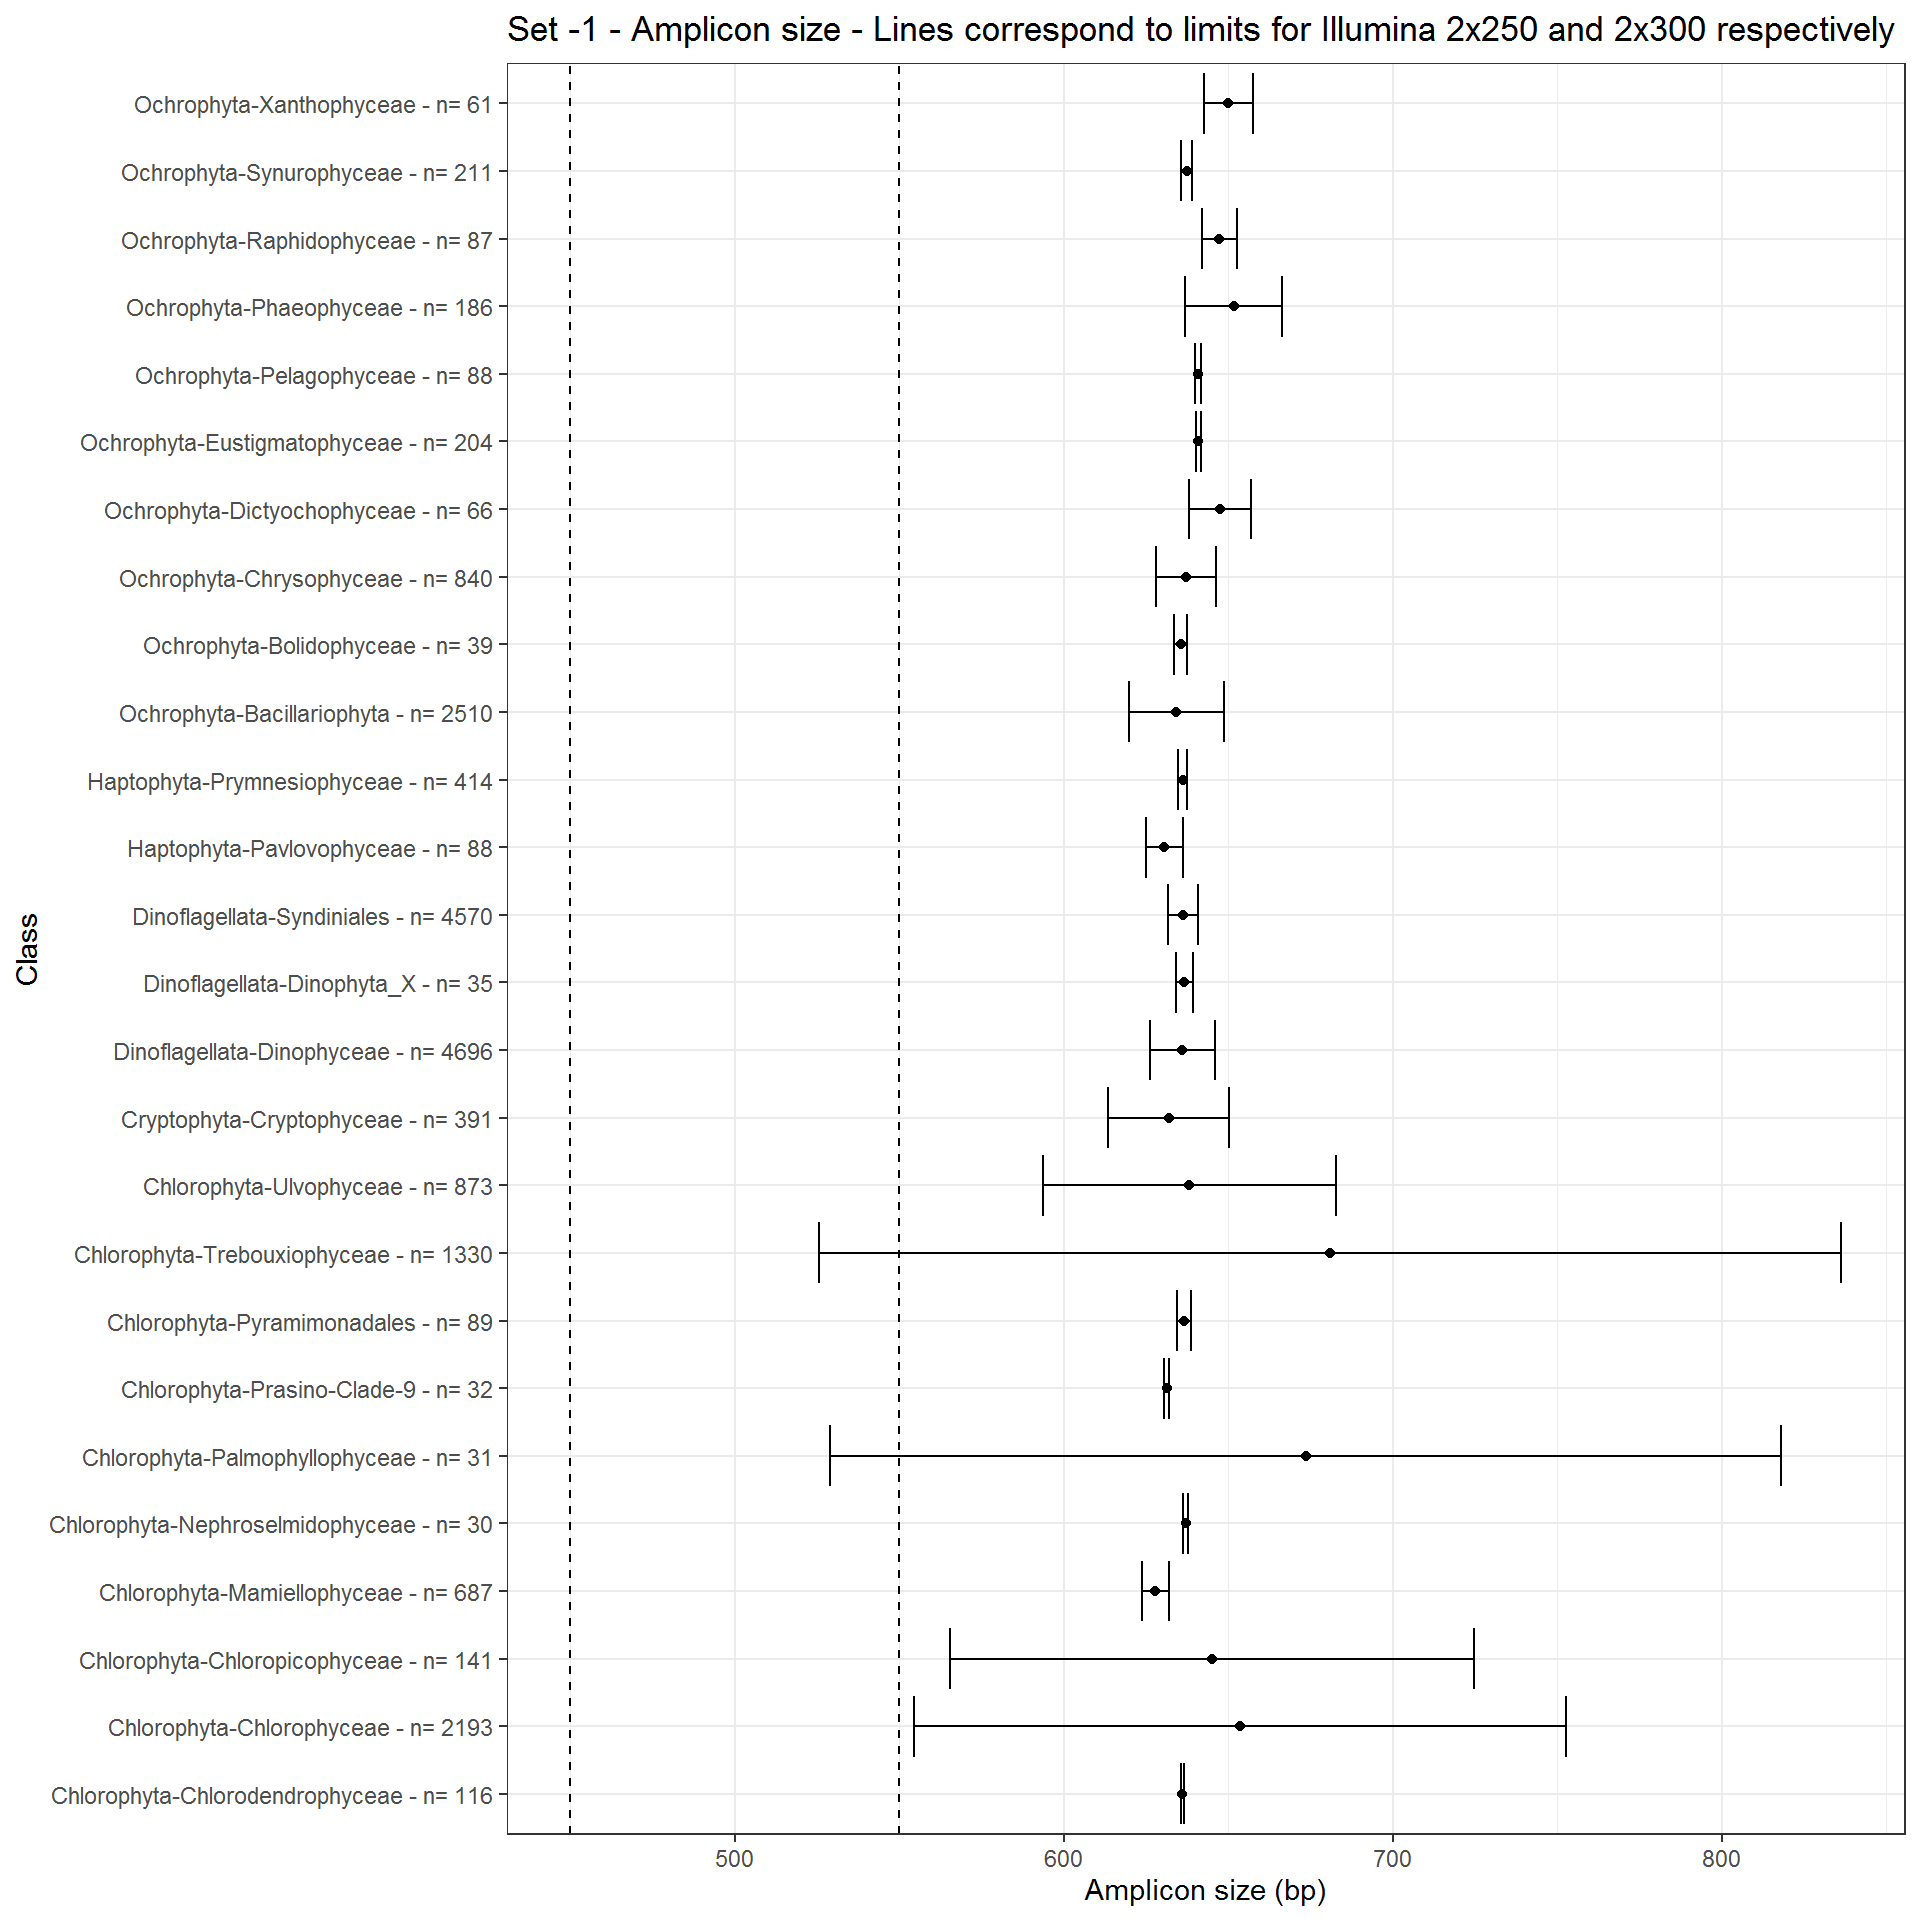 Set -1 - Amplicon size - Lines correspond to limits for Illumina 2x250 and 2x300 respectively
Ochrophyta-Xanthophyceae - n= 61
Ochrophyta-Synurophyceae - n= 211
Ochrophyta-Raphidophyceae - n= 87
Ochrophyta-Phaeophyceae - n= 186
Ochrophyta-Pelagophyceae - n= 88
Ochrophyta-Eustigmatophyceae - n= 204
Ochrophyta-Dictyochophyceae - n= 66
Ochrophyta-Chrysophyceae - n= 840
Ochrophyta-Bolidophyceae - n= 39
Ochrophyta-Bacillariophyta - n= 2510
Haptophyta-Prymnesiophyceae - n= 414
Haptophyta-Pavlovophyceae - n= 88
Dinoflagellata-Syndiniales - n= 4570
Dinoflagellata-Dinophyta_X - n= 35
Dinoflagellata-Dinophyceae - n= 4696
Cryptophyta-Cryptophyceae - n= 391
Chlorophyta-Ulvophyceae - n= 873
Chlorophyta-Trebouxiophyceae - n= 1330
Chlorophyta-Pyramimonadales - n= 89
Chlorophyta-Prasino-Clade-9 - n= 32
Chlorophyta-Palmophyllophyceae - n= 31
Chlorophyta-Nephroselmidophyceae - n= 30
Chlorophyta-Mamiellophyceae - n= 687
Chlorophyta-Chloropicophyceae - n= 141
Chlorophyta-Chlorophyceae - n= 2193
Chlorophyta-Chlorodendrophyceae - n= 116
Class
500 600 700 800
Amplicon size (bp)